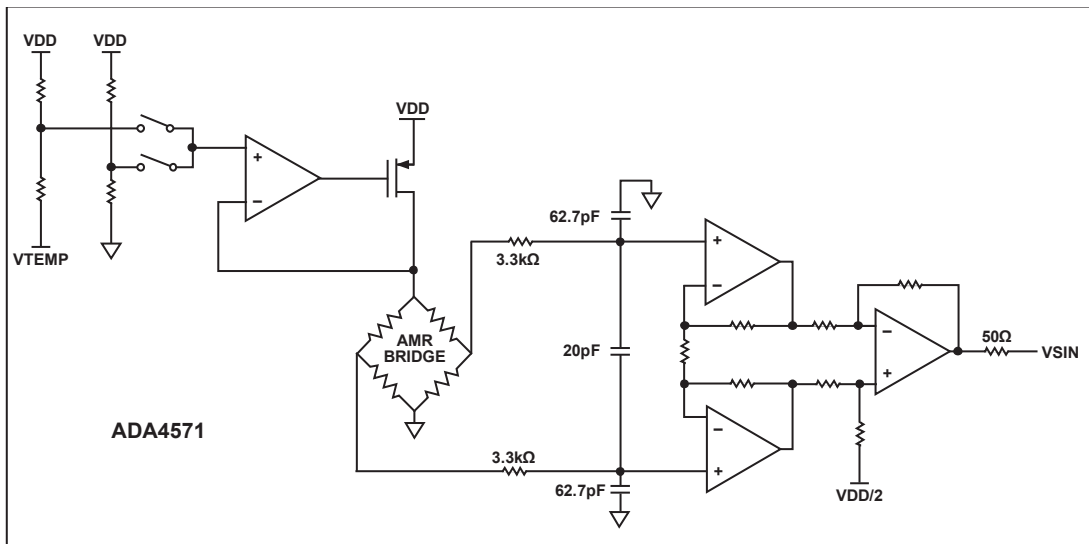 VDD
VDD
VDD
VTEMP
62.7pF
3.3kΩ
AMR
BRIDGE
20pF
50Ω
VSIN
ADA4571
3.3kΩ
62.7pF
VDD/2
+
−
+
−
−
+
−
+